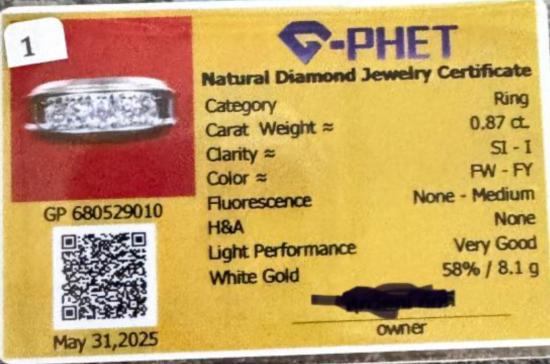 1
G-PHET
Natural Diamond Jewelry Certificate
Category Ring
Carat Weight ≈ 0.87 ct.
Clarity ≈ SI - I
Color ≈ FW - FY
Fluorescence None - Medium
H&A None
Light Performance Very Good
White Gold 58% / 8.1 g
owner
GP 680529010
May 31,2025